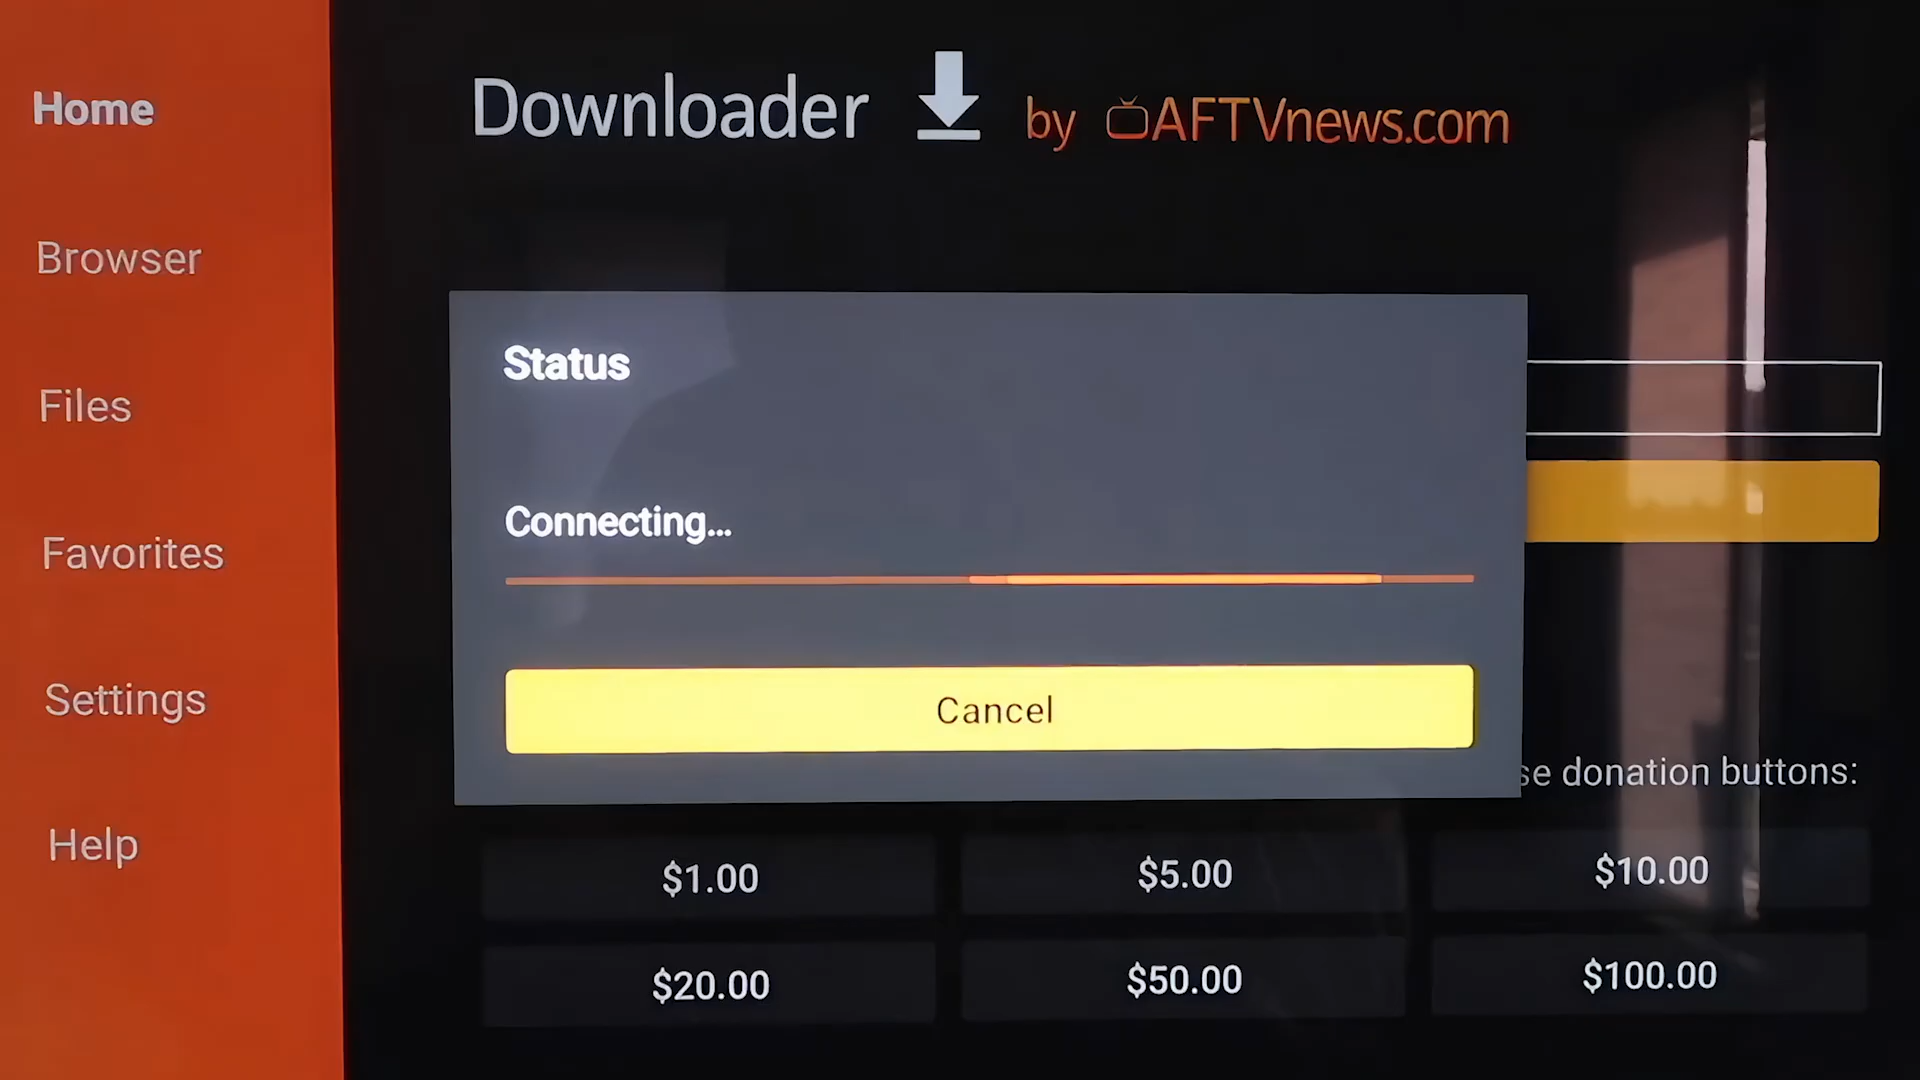 Home
Browser
Files
Favorites
Settings
Help
Downloader by AFTVnews.com
Status
Connecting...
Cancel
donation buttons:
$1.00 $5.00 $10.00
$20.00 $50.00 $100.00